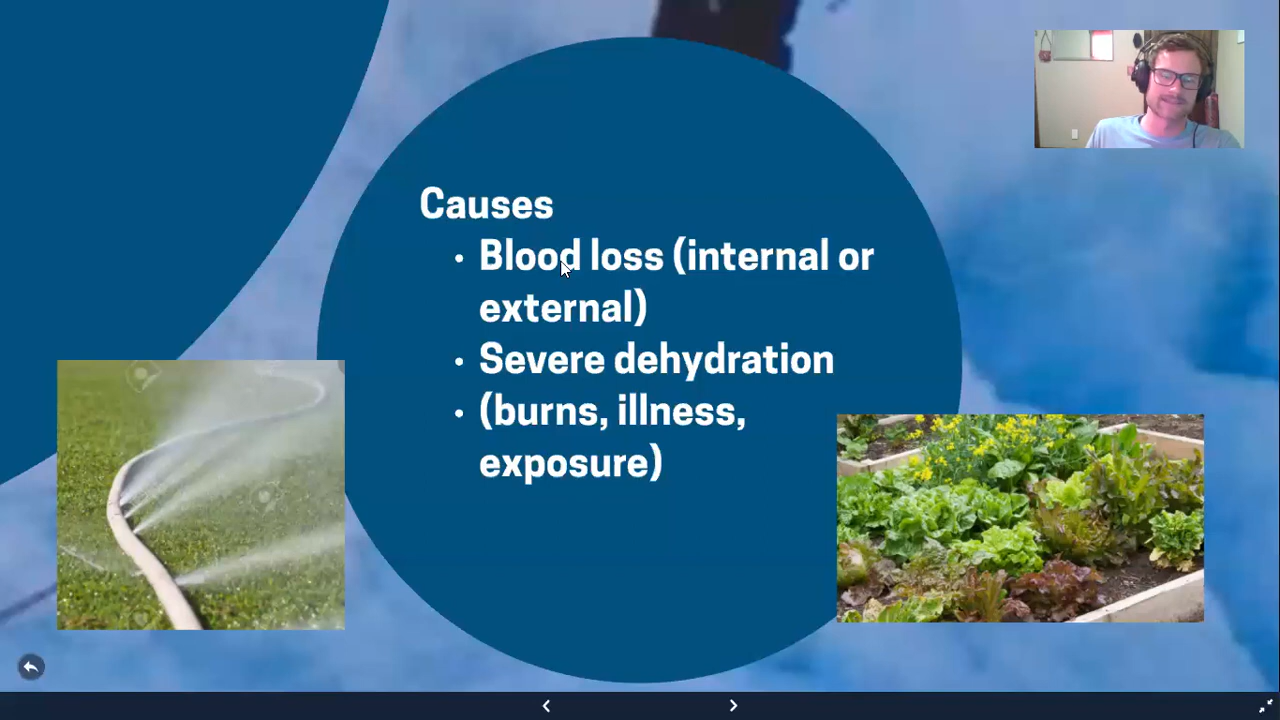 Causes
• Blood loss (internal or
external)
• Severe dehydration
• (burns, illness,
exposure)